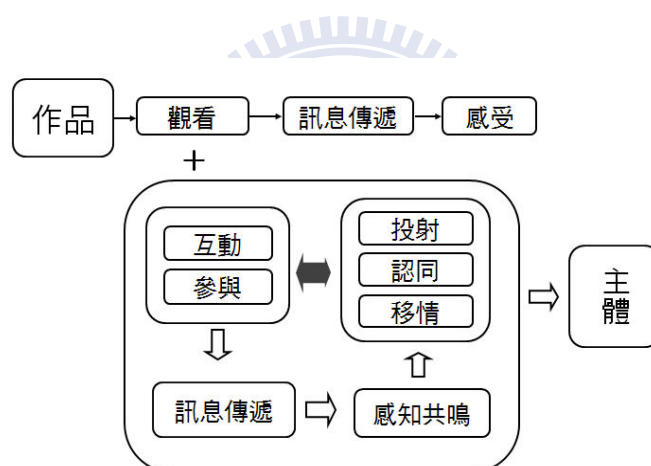 作品
觀看
訊息傳遞
感受
+
互動
參與
投射
認同
移情
主
體
訊息傳遞
感知共鳴